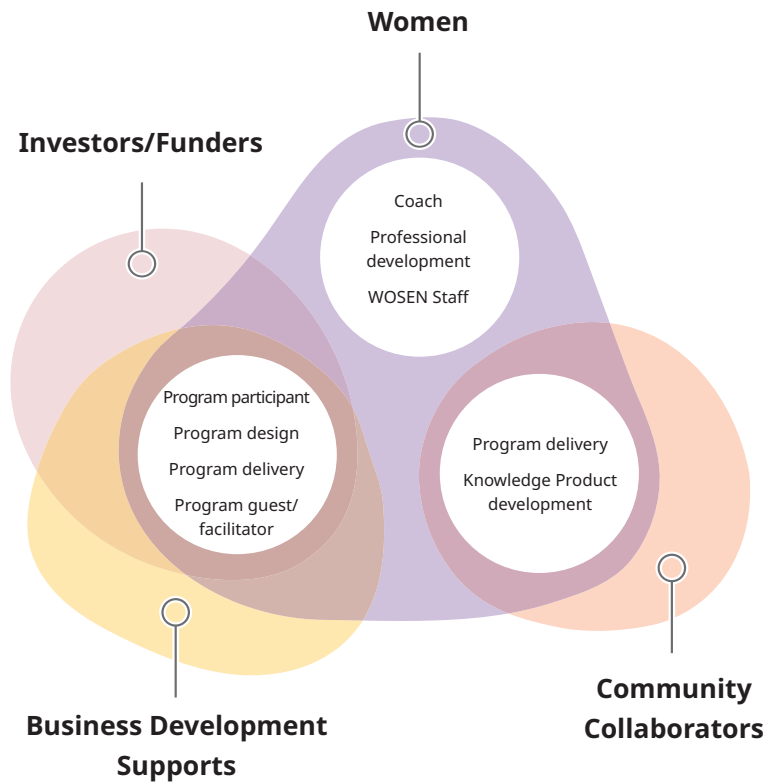 Women
Investors/Funders
Coach
Professional
development
WOSEN Staff
Program participant
Program design
Program delivery
Program guest/
facilitator
Program delivery
Knowledge Product
development
Business Development
Supports
Community
Collaborators